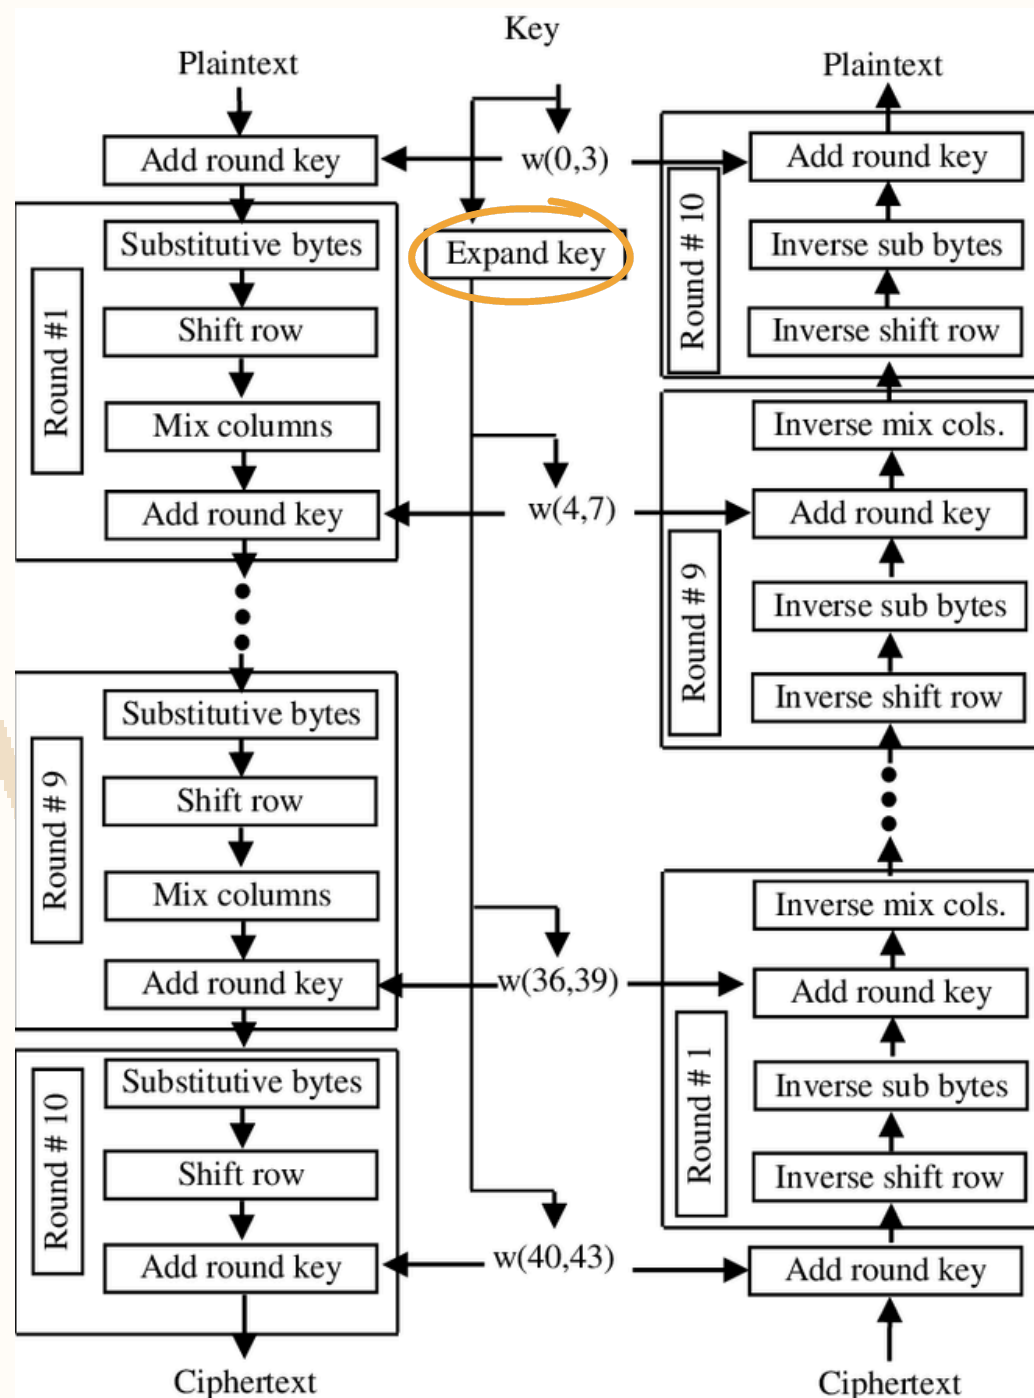 Key
Plaintext
Add round key
Round #1
Substitutive bytes
Shift row
Mix columns
Add round key
Round # 9
Substitutive bytes
Shift row
Mix columns
Add round key
Round # 10
Substitutive bytes
Shift row
Add round key
Ciphertext
w(0,3)
Expand key
w(4,7)
w(36,39)
w(40,43)
Plaintext
Round # 10
Add round key
Inverse sub bytes
Inverse shift row
Round # 9
Inverse mix cols.
Add round key
Inverse sub bytes
Inverse shift row
Round # 1
Inverse mix cols.
Add round key
Inverse sub bytes
Inverse shift row
Add round key
Ciphertext